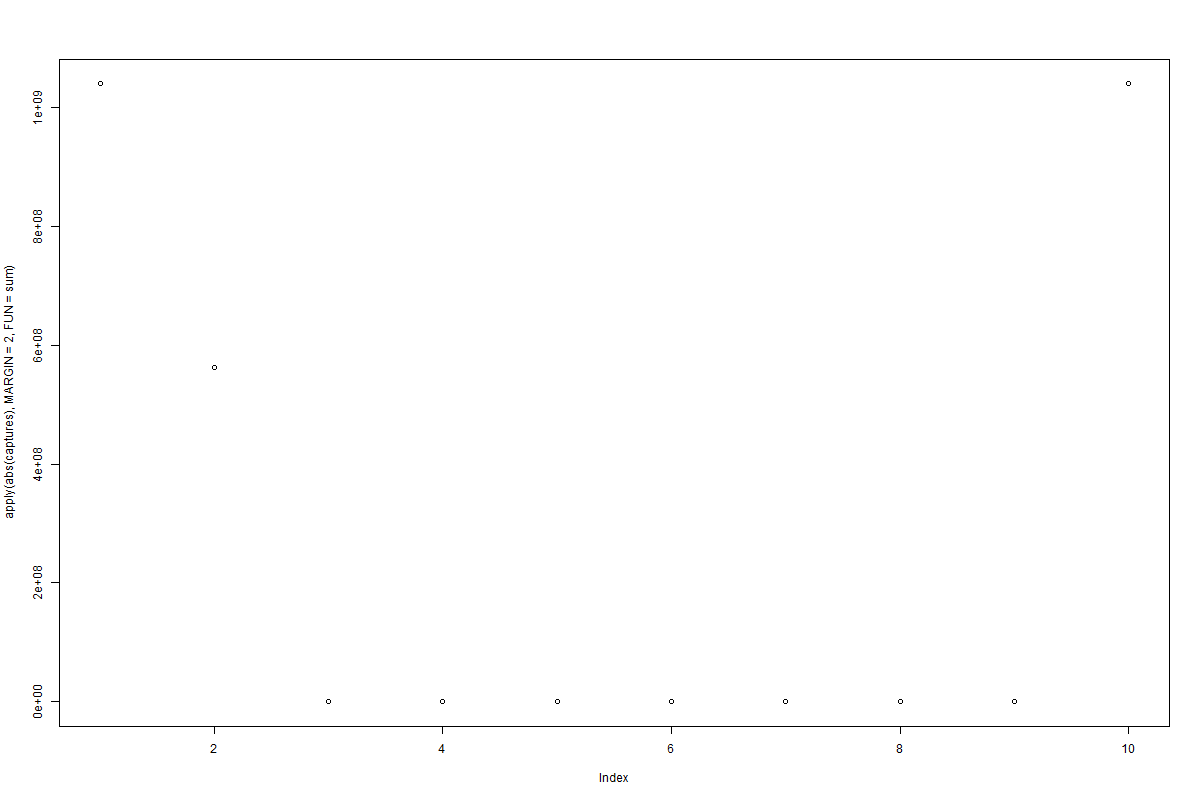 1e+09
8e+08
6e+08
4e+08
2e+08
0e+00
apply(abs(captures), MARGIN = 2, FUN = sum)
2 4 6 8 10
Index